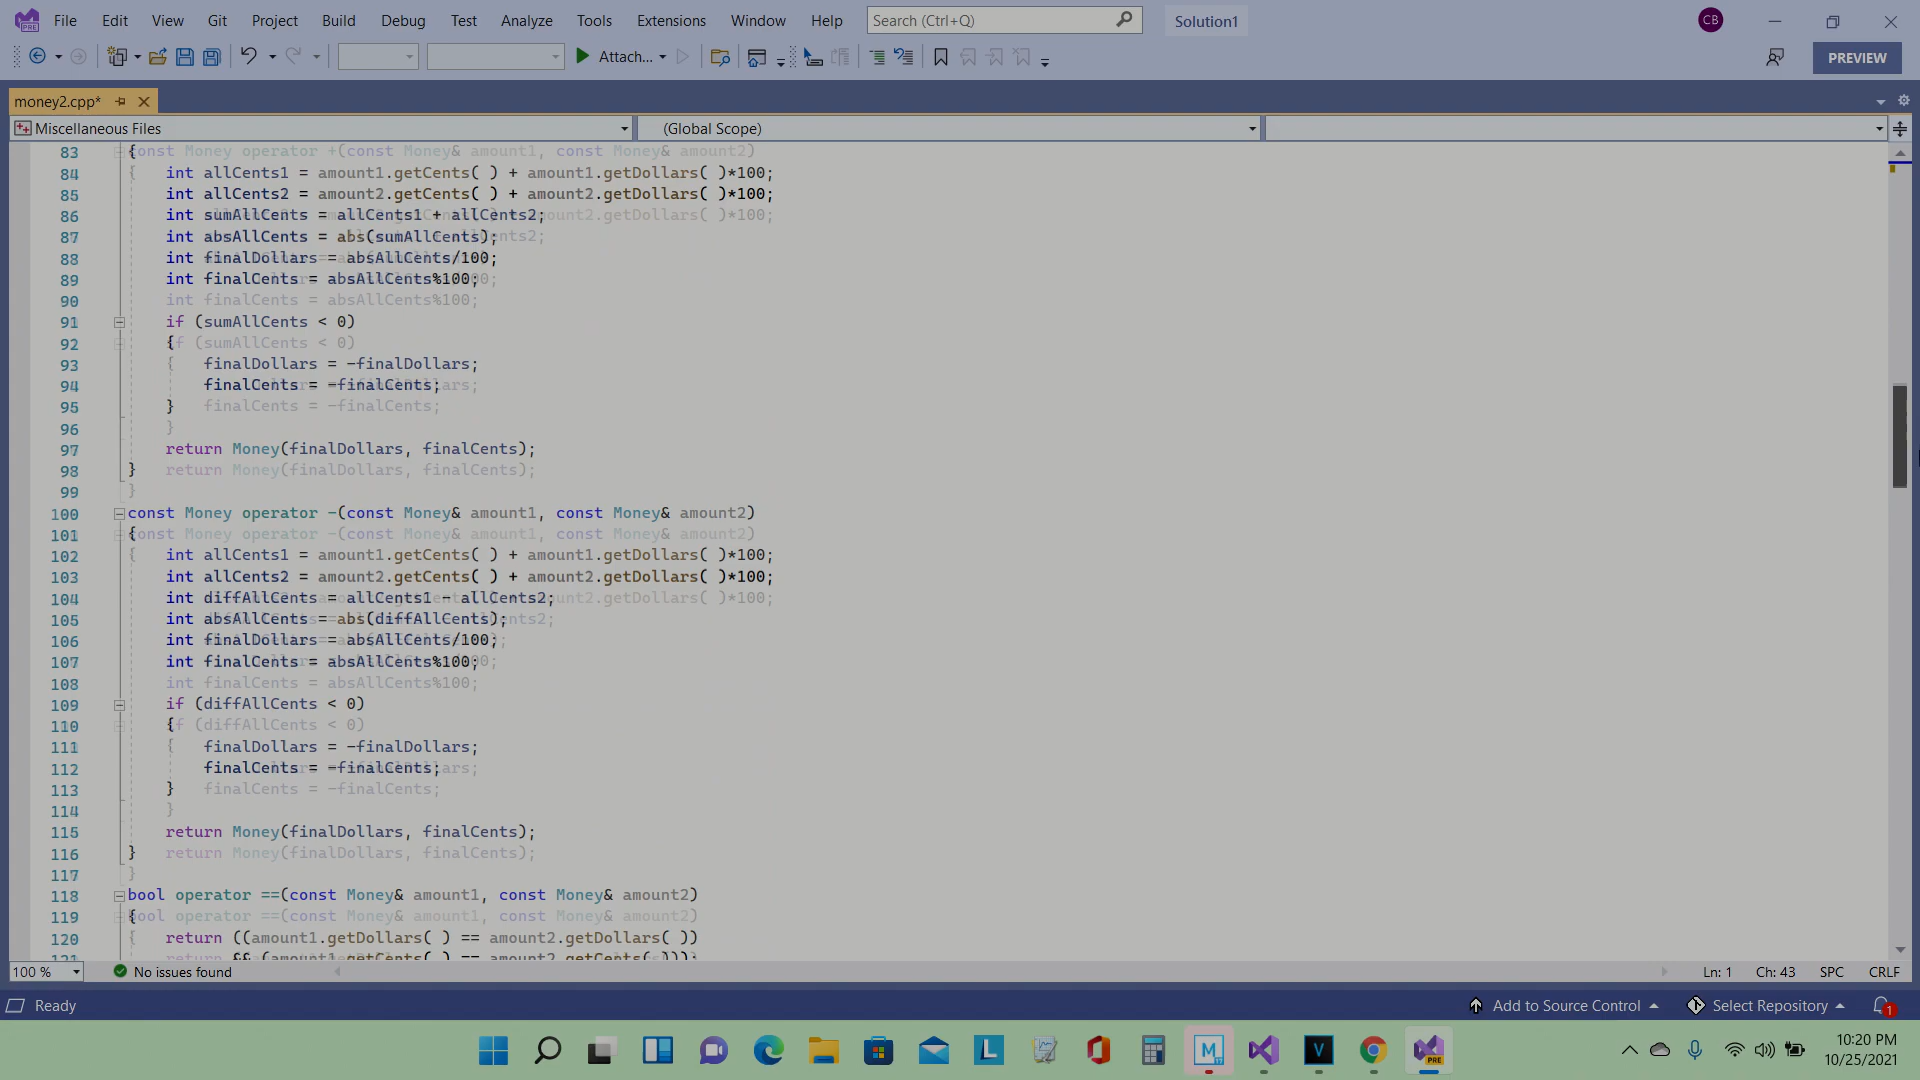 File Edit View Git Project Build Debug Test Analyze Tools Extensions Window Help Search (Ctrl+Q) Solution1 CB
Attach... PREVIEW
money2.cpp*
Miscellaneous Files (Global Scope)
83 {
84 int allCents1 = amount1.getCents( ) + amount1.getDollars( )*100;
85 int allCents2 = amount2.getCents( ) + amount2.getDollars( )*100;
86 int sumAllCents = allCents1 + allCents2;
87 int absAllCents = abs(sumAllCents);
88 int finalDollars = absAllCents/100;
89 int finalCents = absAllCents%100;
90
91 if (sumAllCents < 0)
92 {
93 finalDollars = -finalDollars;
94 finalCents = -finalCents;
95 }
96
97 return Money(finalDollars, finalCents);
98 }
99
100 const Money operator -(const Money& amount1, const Money& amount2)
101 {
102 int allCents1 = amount1.getCents( ) + amount1.getDollars( )*100;
103 int allCents2 = amount2.getCents( ) + amount2.getDollars( )*100;
104 int diffAllCents = allCents1 - allCents2;
105 int absAllCents = abs(diffAllCents);
106 int finalDollars = absAllCents/100;
107 int finalCents = absAllCents%100;
108
109 if (diffAllCents < 0)
110 {
111 finalDollars = -finalDollars;
112 finalCents = -finalCents;
113 }
114
115 return Money(finalDollars, finalCents);
116 }
117
118 bool operator ==(const Money& amount1, const Money& amount2)
119 {
120 return ((amount1.getDollars( ) == amount2.getDollars( ))
121 && (amount1.getCents( ) == amount2.getCents( )));
100 % No issues found Ln: 1 Ch: 43 SPC CRLF
Ready Add to Source Control Select Repository 1
10:20 PM
10/25/2021